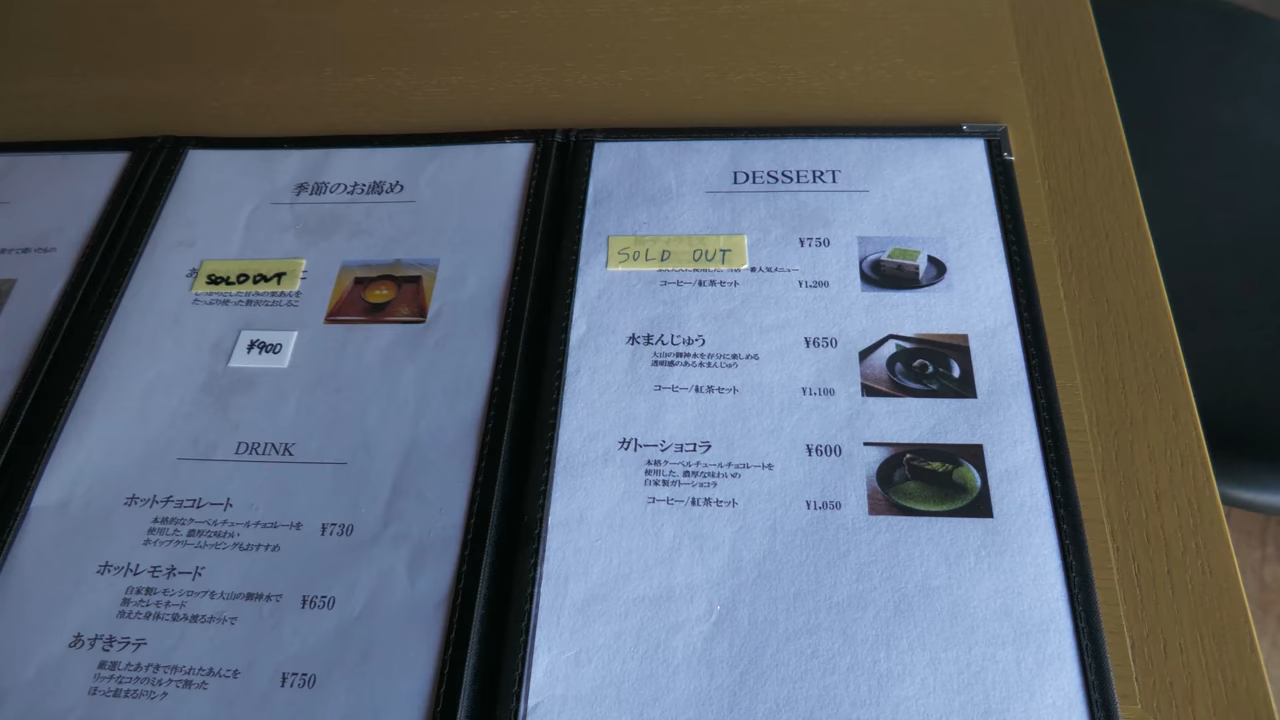 季節のお薦め
SOLD OUT
しっかりとした甘みの栗あんを
たっぷり使った贅沢なおしるこ
¥900
DRINK
ホットチョコレート
本格的なクーベルチュールチョコレートを
使用した、濃厚な味わい
ホイップクリームトッピングもおすすめ
¥730
ホットレモネード
自家製レモンシロップを大山の御神水で
割ったレモネード
冷えた身体に染み渡るホットで
¥650
あずきラテ
厳選したあずきで作られたあんこを
リッチなコクのミルクで割った
ほっと温まるドリンク
¥750
DESSERT
SOLD OUT
¥750
番人気メニュー
コーヒー/紅茶セット ¥1,200
水まんじゅう ¥650
大山の御神水を存分に楽しめる
透明感のある水まんじゅう
コーヒー/紅茶セット ¥1,100
ガトーショコラ ¥600
本格クーベルチュールチョコレートを
使用した、濃厚な味わいの
自家製ガトーショコラ
コーヒー/紅茶セット ¥1,050